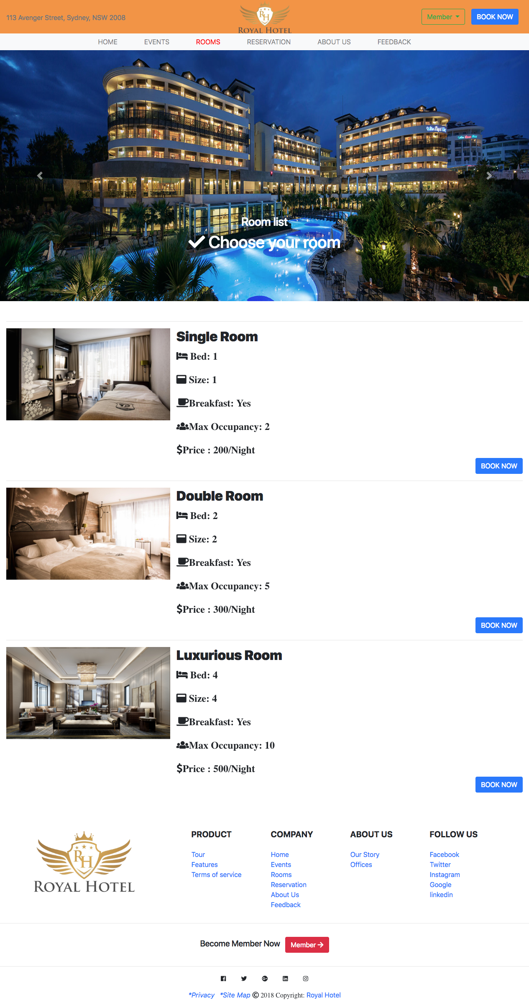 113 Avenger Street, Sydney, NSW 2008
RH
ROYAL HOTEL
Member
BOOK NOW
HOME
EVENTS
ROOMS
RESERVATION
ABOUT US
FEEDBACK
Room list
Choose your room
Single Room
Bed: 1
Size: 1
Breakfast: Yes
Max Occupancy: 2
$Price : 200/Night
BOOK NOW
Double Room
Bed: 2
Size: 2
Breakfast: Yes
Max Occupancy: 5
$Price : 300/Night
BOOK NOW
Luxurious Room
Bed: 4
Size: 4
Breakfast: Yes
Max Occupancy: 10
$Price : 500/Night
BOOK NOW
RH
ROYAL HOTEL
PRODUCT
Tour
Features
Terms of service
COMPANY
Home
Events
Rooms
Reservation
About Us
Feedback
ABOUT US
Our Story
Offices
FOLLOW US
Facebook
Twitter
Instagram
Google
linkedin
Become Member Now
Member
*Privacy *Site Map © 2018 Copyright: Royal Hotel